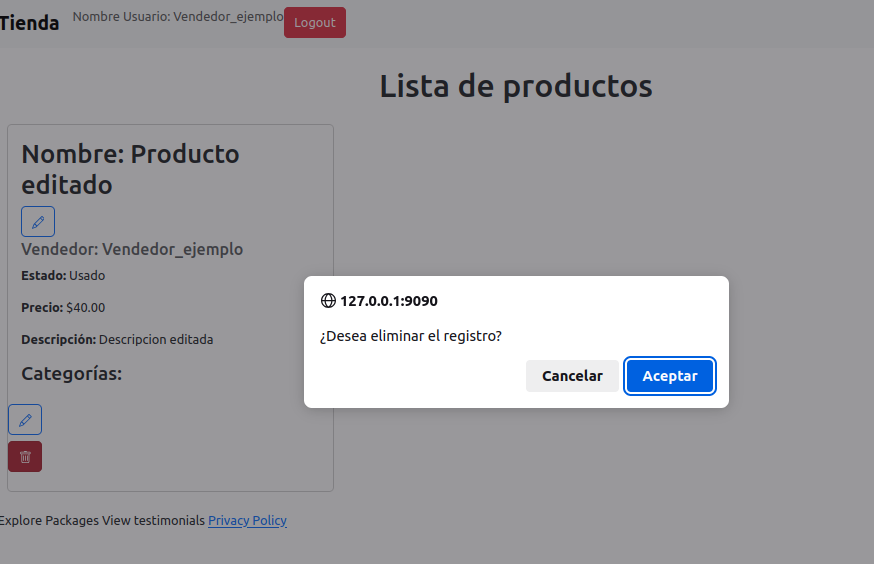 Tienda
Nombre Usuario: Vendedor_ejemplo
Logout
Lista de productos
Nombre: Producto
editado
Vendedor: Vendedor_ejemplo
Estado: Usado
Precio: $40.00
Descripción: Descripcion editada
Categorías:
127.0.0.1:9090
¿Desea eliminar el registro?
Cancelar
Aceptar
Explore Packages View testimonials Privacy Policy